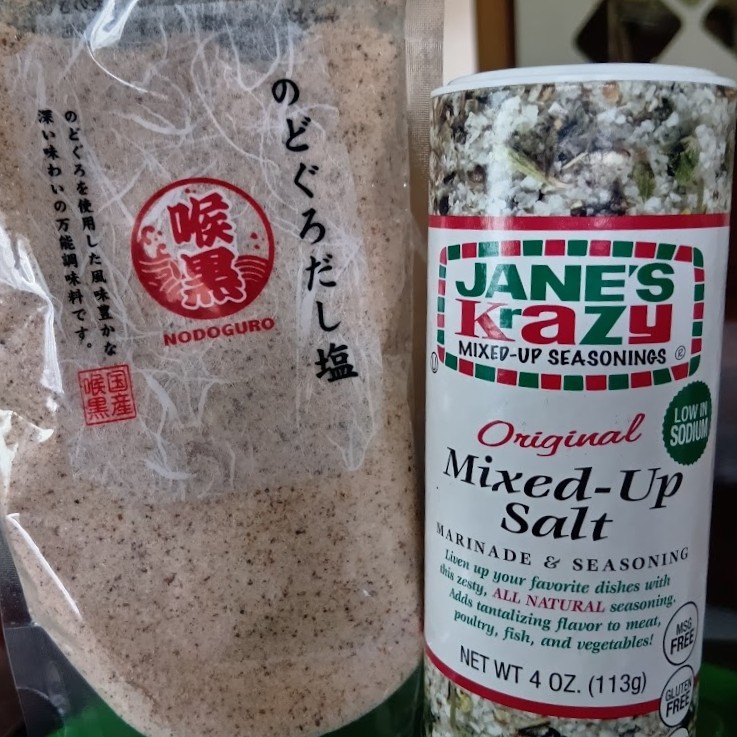 のどぐろだし塩
のどぐろを使用した風味豊かな
深い味わいの万能調味料です。
喉黒
NODOGURO
国産
喉黒
JANE'S
Krazy
MIXED-UP SEASONINGS ®
LOW IN
SODIUM
Original
Mixed-Up
Salt
MARINADE & SEASONING
Liven up your favorite dishes with
this zesty, ALL NATURAL seasoning.
Adds tantalizing flavor to meat,
poultry, fish, and vegetables!
NET WT 4 OZ. (113g)
MSG
FREE
GLUTEN
FREE